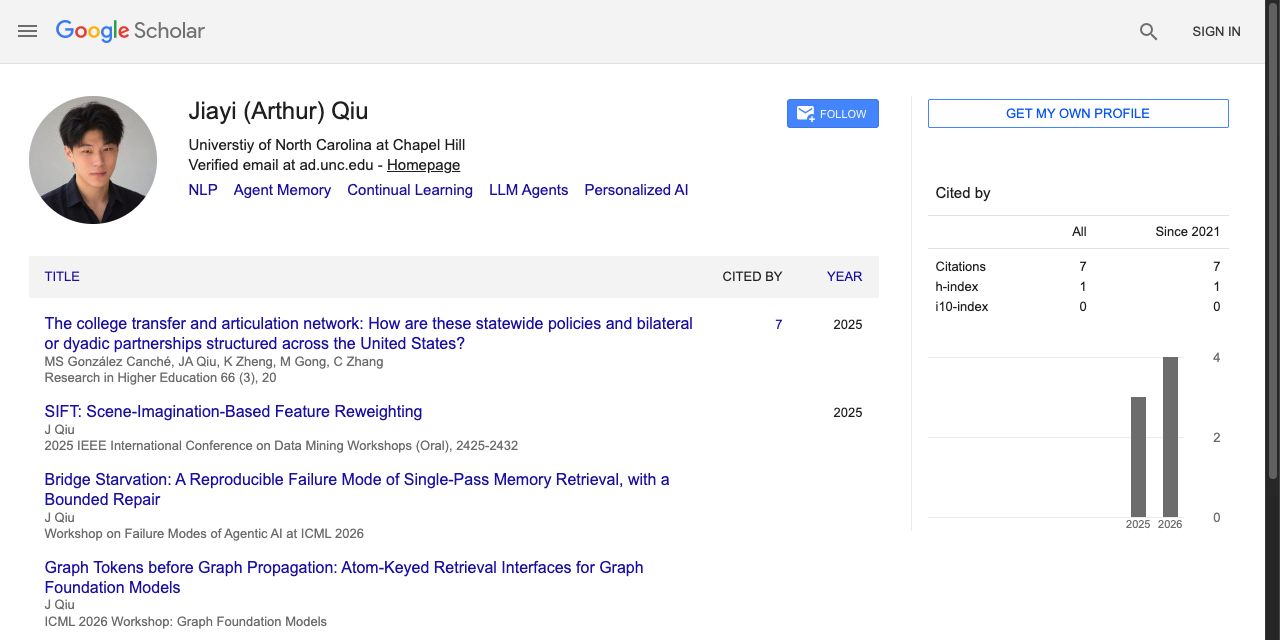 Google Scholar
SIGN IN
Jiayi (Arthur) Qiu
FOLLOW
Universtiy of North Carolina at Chapel Hill
Verified email at ad.unc.edu - Homepage
NLP Agent Memory Continual Learning LLM Agents Personalized AI
TITLE CITED BY YEAR
The college transfer and articulation network: How are these statewide policies and bilateral 7 2025
or dyadic partnerships structured across the United States?
MS González Canché, JA Qiu, K Zheng, M Gong, C Zhang
Research in Higher Education 66 (3), 20
SIFT: Scene-Imagination-Based Feature Reweighting 2025
J Qiu
2025 IEEE International Conference on Data Mining Workshops (Oral), 2425-2432
Bridge Starvation: A Reproducible Failure Mode of Single-Pass Memory Retrieval, with a
Bounded Repair
J Qiu
Workshop on Failure Modes of Agentic AI at ICML 2026
Graph Tokens before Graph Propagation: Atom-Keyed Retrieval Interfaces for Graph
Foundation Models
J Qiu
ICML 2026 Workshop: Graph Foundation Models
GET MY OWN PROFILE
Cited by
All Since 2021
Citations 7 7
h-index 1 1
i10-index 0 0
4
2
0
2025 2026